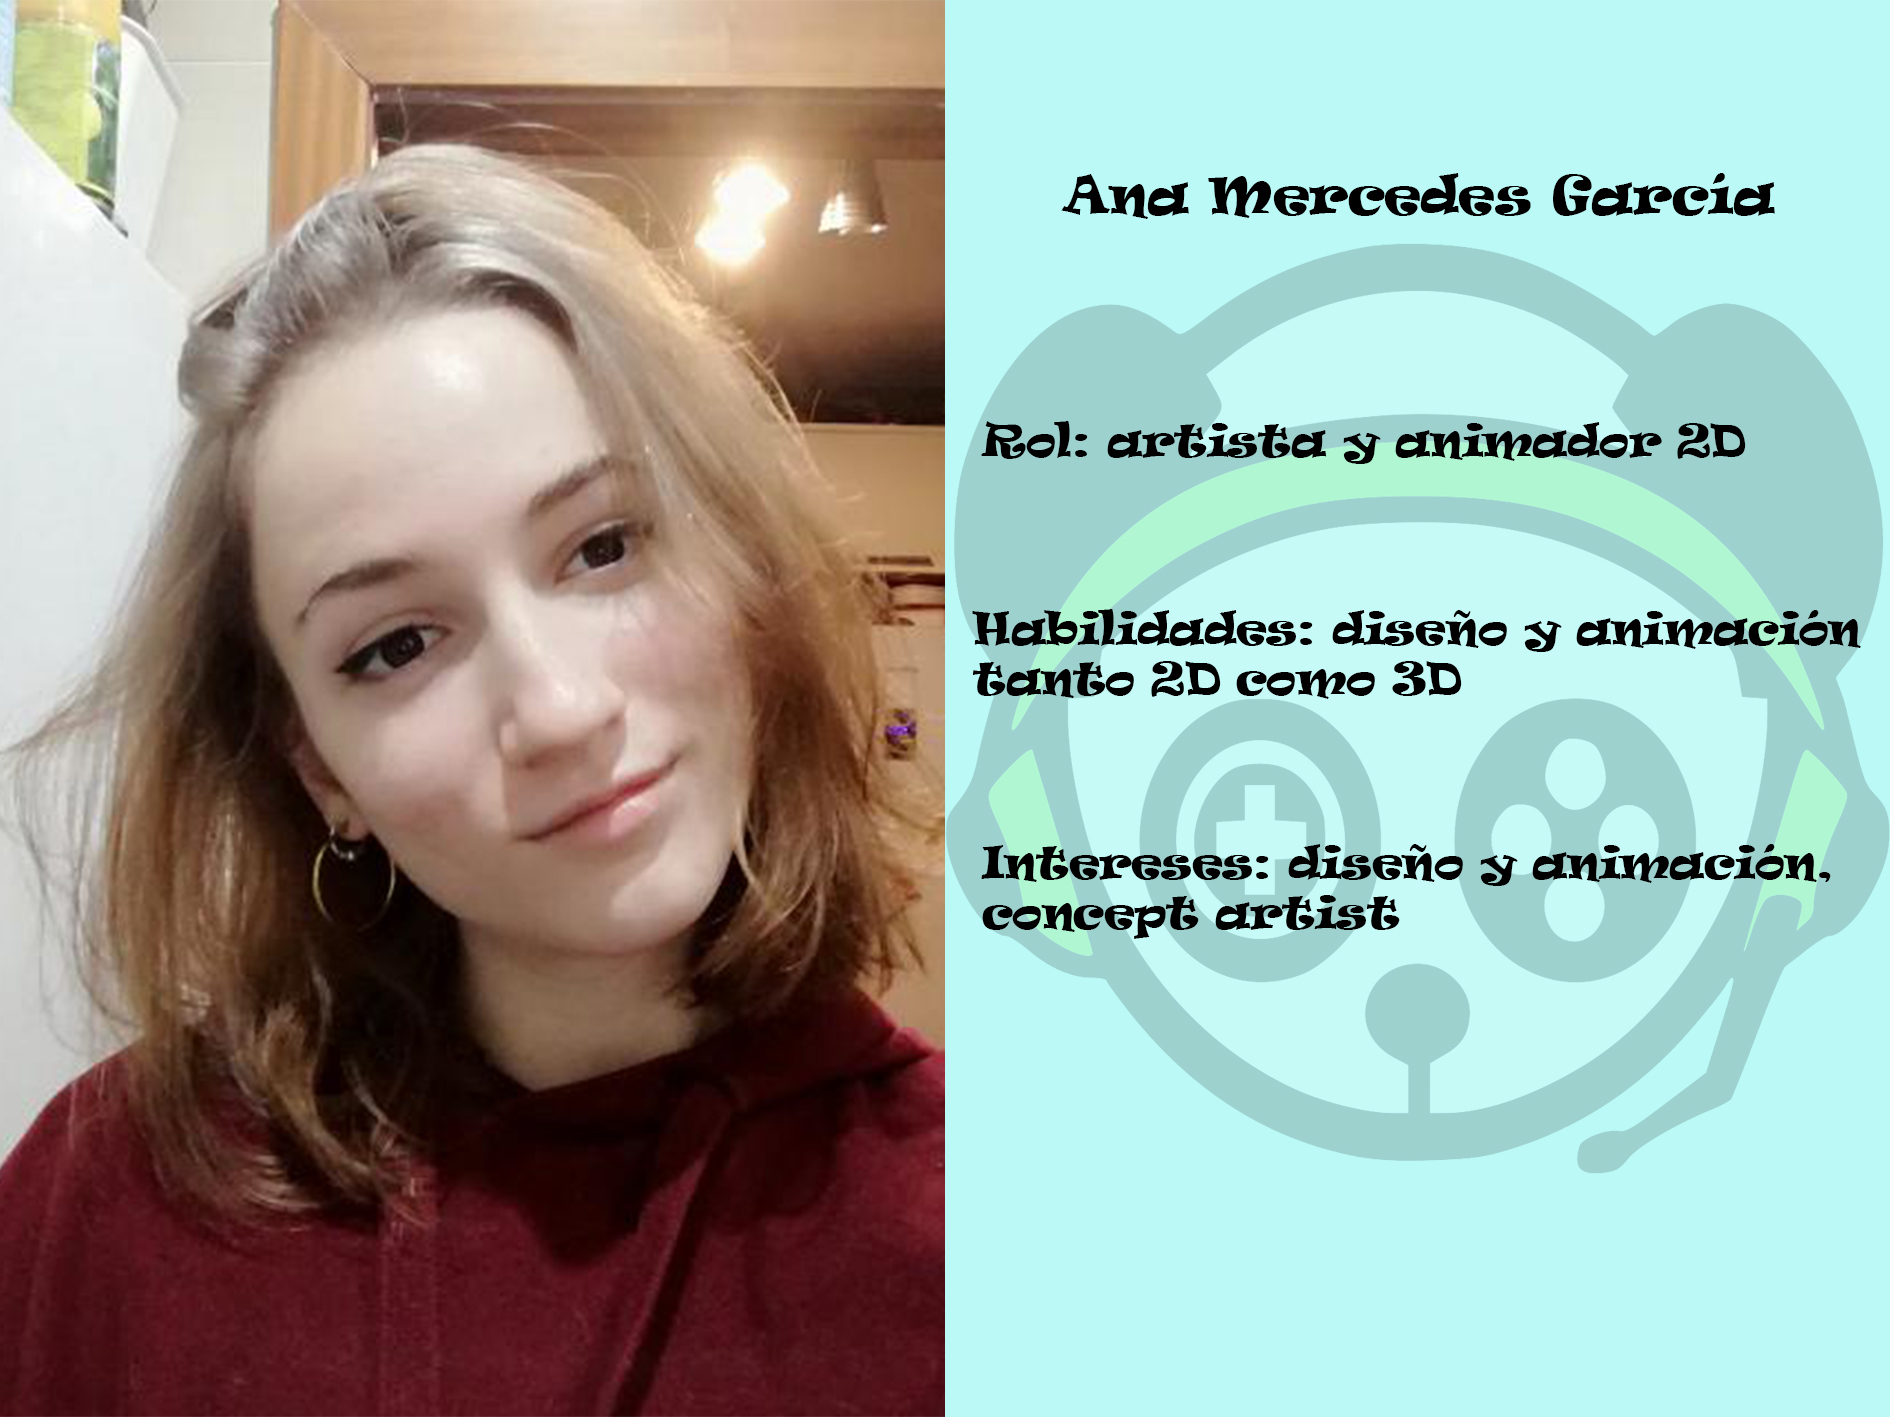 Ana Mercedes García
Rol: artista y animador 2D
Habilidades: diseño y animación
tanto 2D como 3D
Intereses: diseño y animación,
concept artist